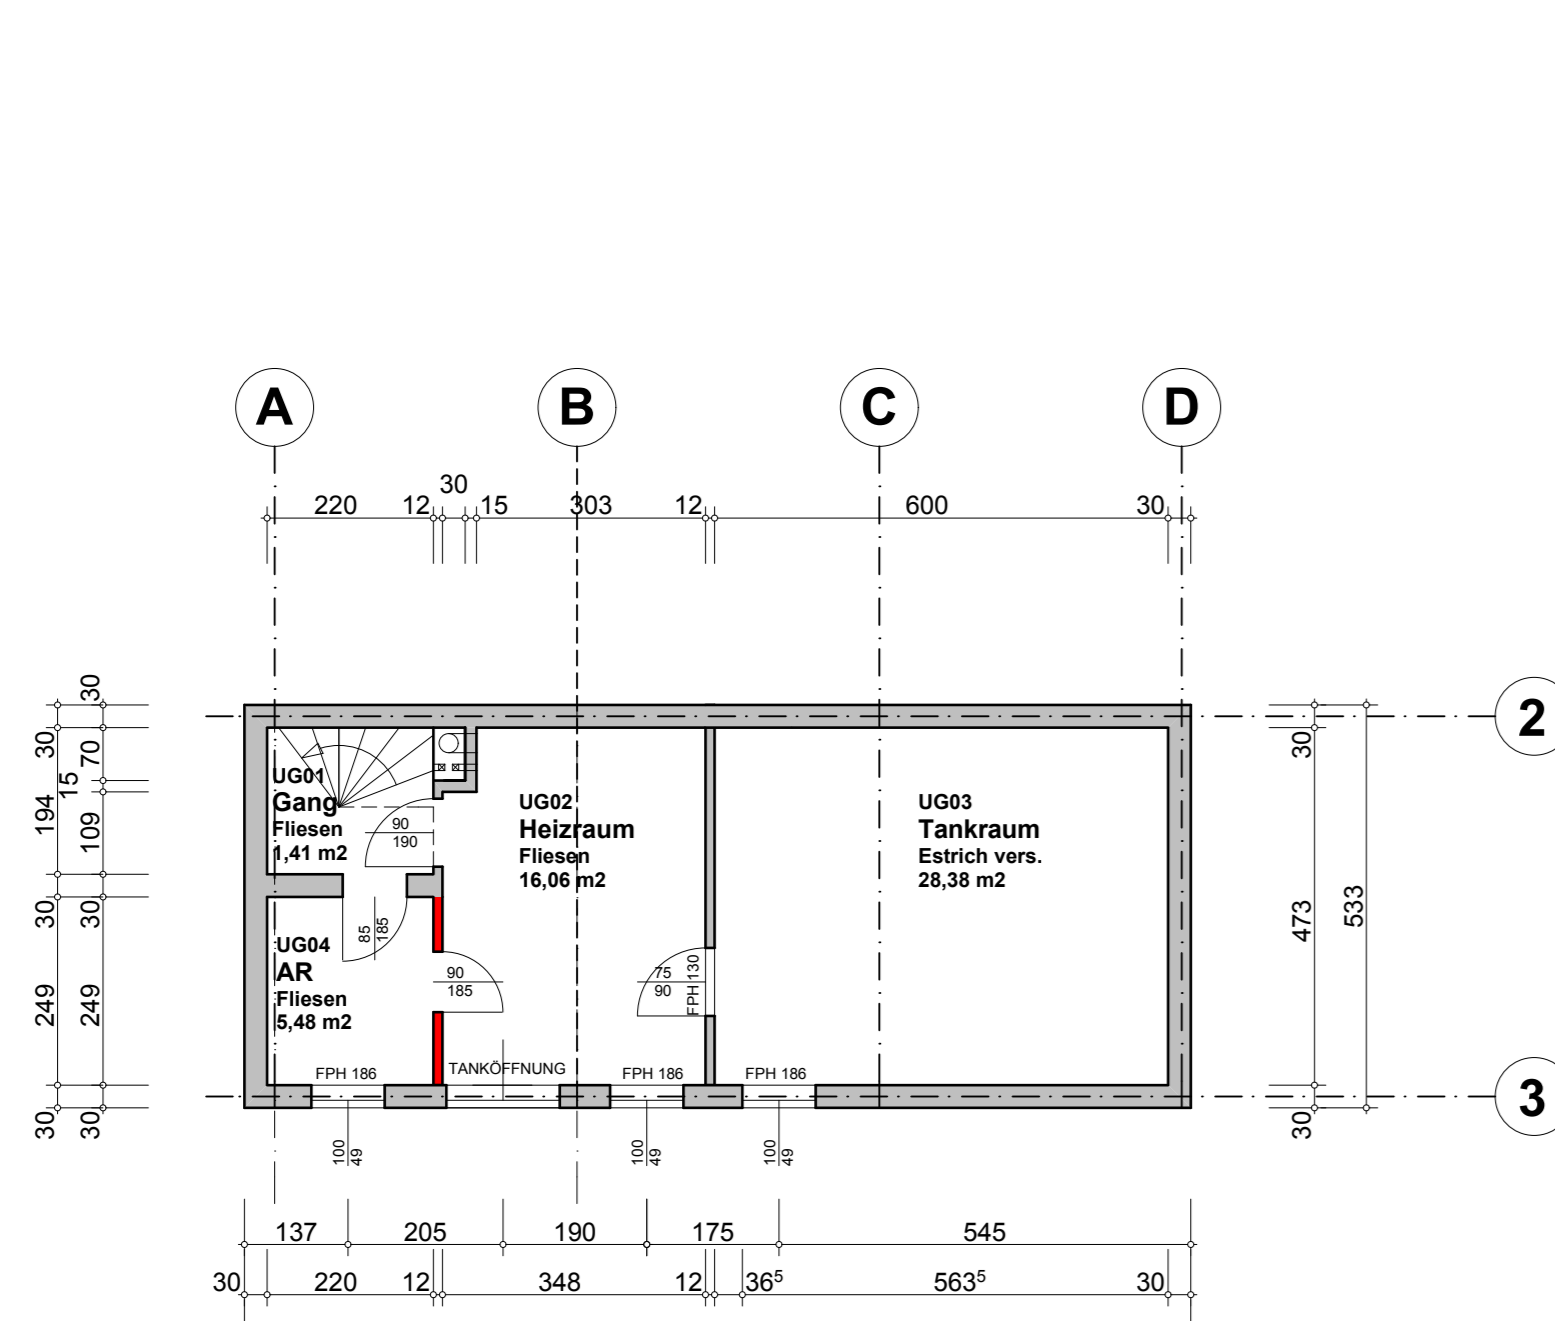 A B C D
30
220 12 15 303 12 600 30
2
3
30
30 70
15
194 109
30 30
249 249
30 30
30
473
533
30
UG01
Gang
Fliesen
1,41 m2
90
190
UG02
Heizraum
Fliesen
16,06 m2
UG03
Tankraum
Estrich vers.
28,38 m2
85
185
UG04
AR
Fliesen
5,48 m2
90
185
75
90
FPH 130
FPH 186
TANKÖFFNUNG
FPH 186
FPH 186
100
49
100
49
100
49
137 205 190 175 545
30 220 12 348 12 36⁵ 563⁵ 30